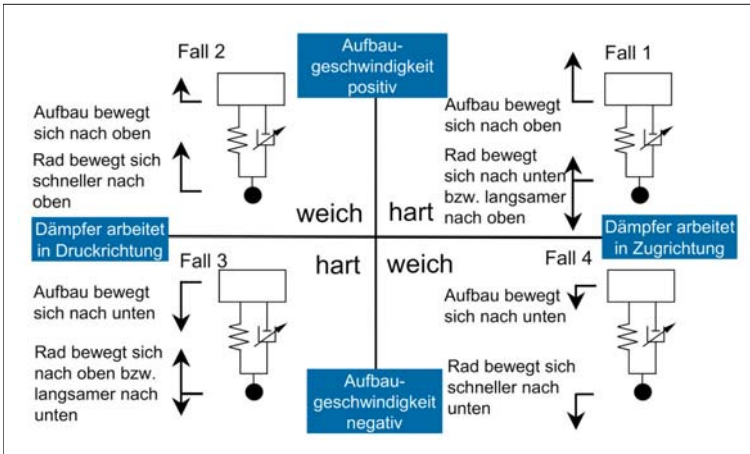 Fall 2
Aufbau bewegt
sich nach oben
Rad bewegt sich
schneller nach
oben
Aufbau-
geschwindigkeit
positiv
Fall 1
Aufbau bewegt
sich nach oben
Rad bewegt
sich nach unten
bzw. langsamer
nach oben
weich
hart
Dämpfer arbeitet
in Druckrichtung
Dämpfer arbeitet
in Zugrichtung
hart
weich
Fall 3
Aufbau bewegt
sich nach unten
Rad bewegt sich
nach oben bzw.
langsamer nach
unten
Aufbau-
geschwindigkeit
negativ
Fall 4
Aufbau bewegt
sich nach unten
Rad bewegt sich
schneller nach
unten